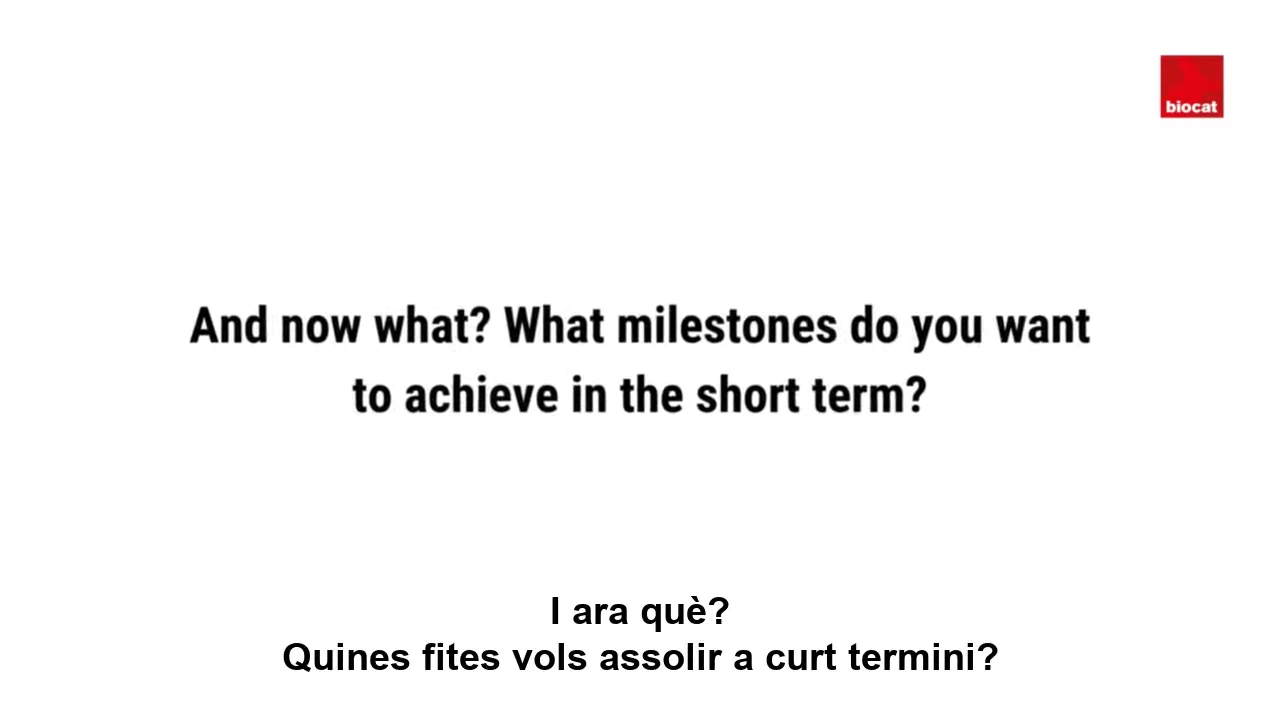 biocat
And now what? What milestones do you want
to achieve in the short term?
I ara què?
Quines fites vols assolir a curt termini?